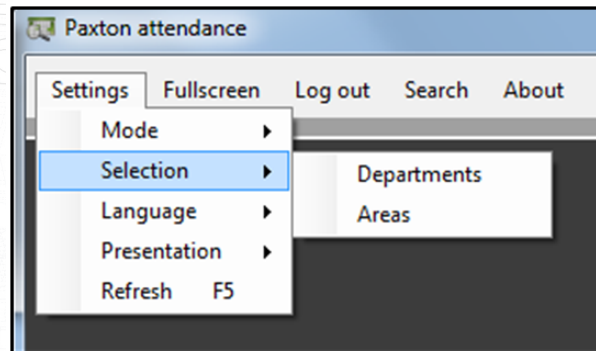 Paxton attendance
Settings Fullscreen Log out Search About
Mode
Selection
Departments
Language
Areas
Presentation
Refresh F5